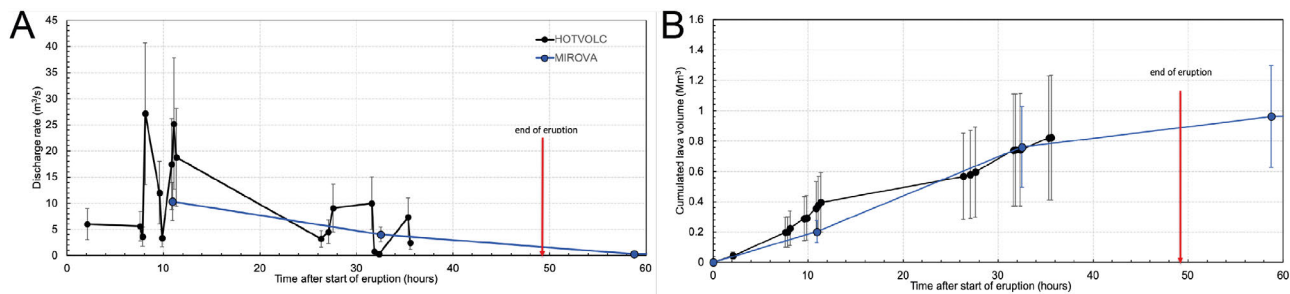 A
Discharge rate (m³/s)
45
40
35
30
25
20
15
10
5
0
HOTVOLC
MIROVA
end of eruption
0 10 20 30 40 50 60
Time after start of eruption (hours)
B
Cumulated lava volume (Mm³)
1.6
1.4
1.2
1
0.8
0.6
0.4
0.2
0
end of eruption
0 10 20 30 40 50 60
Time after start of eruption (hours)